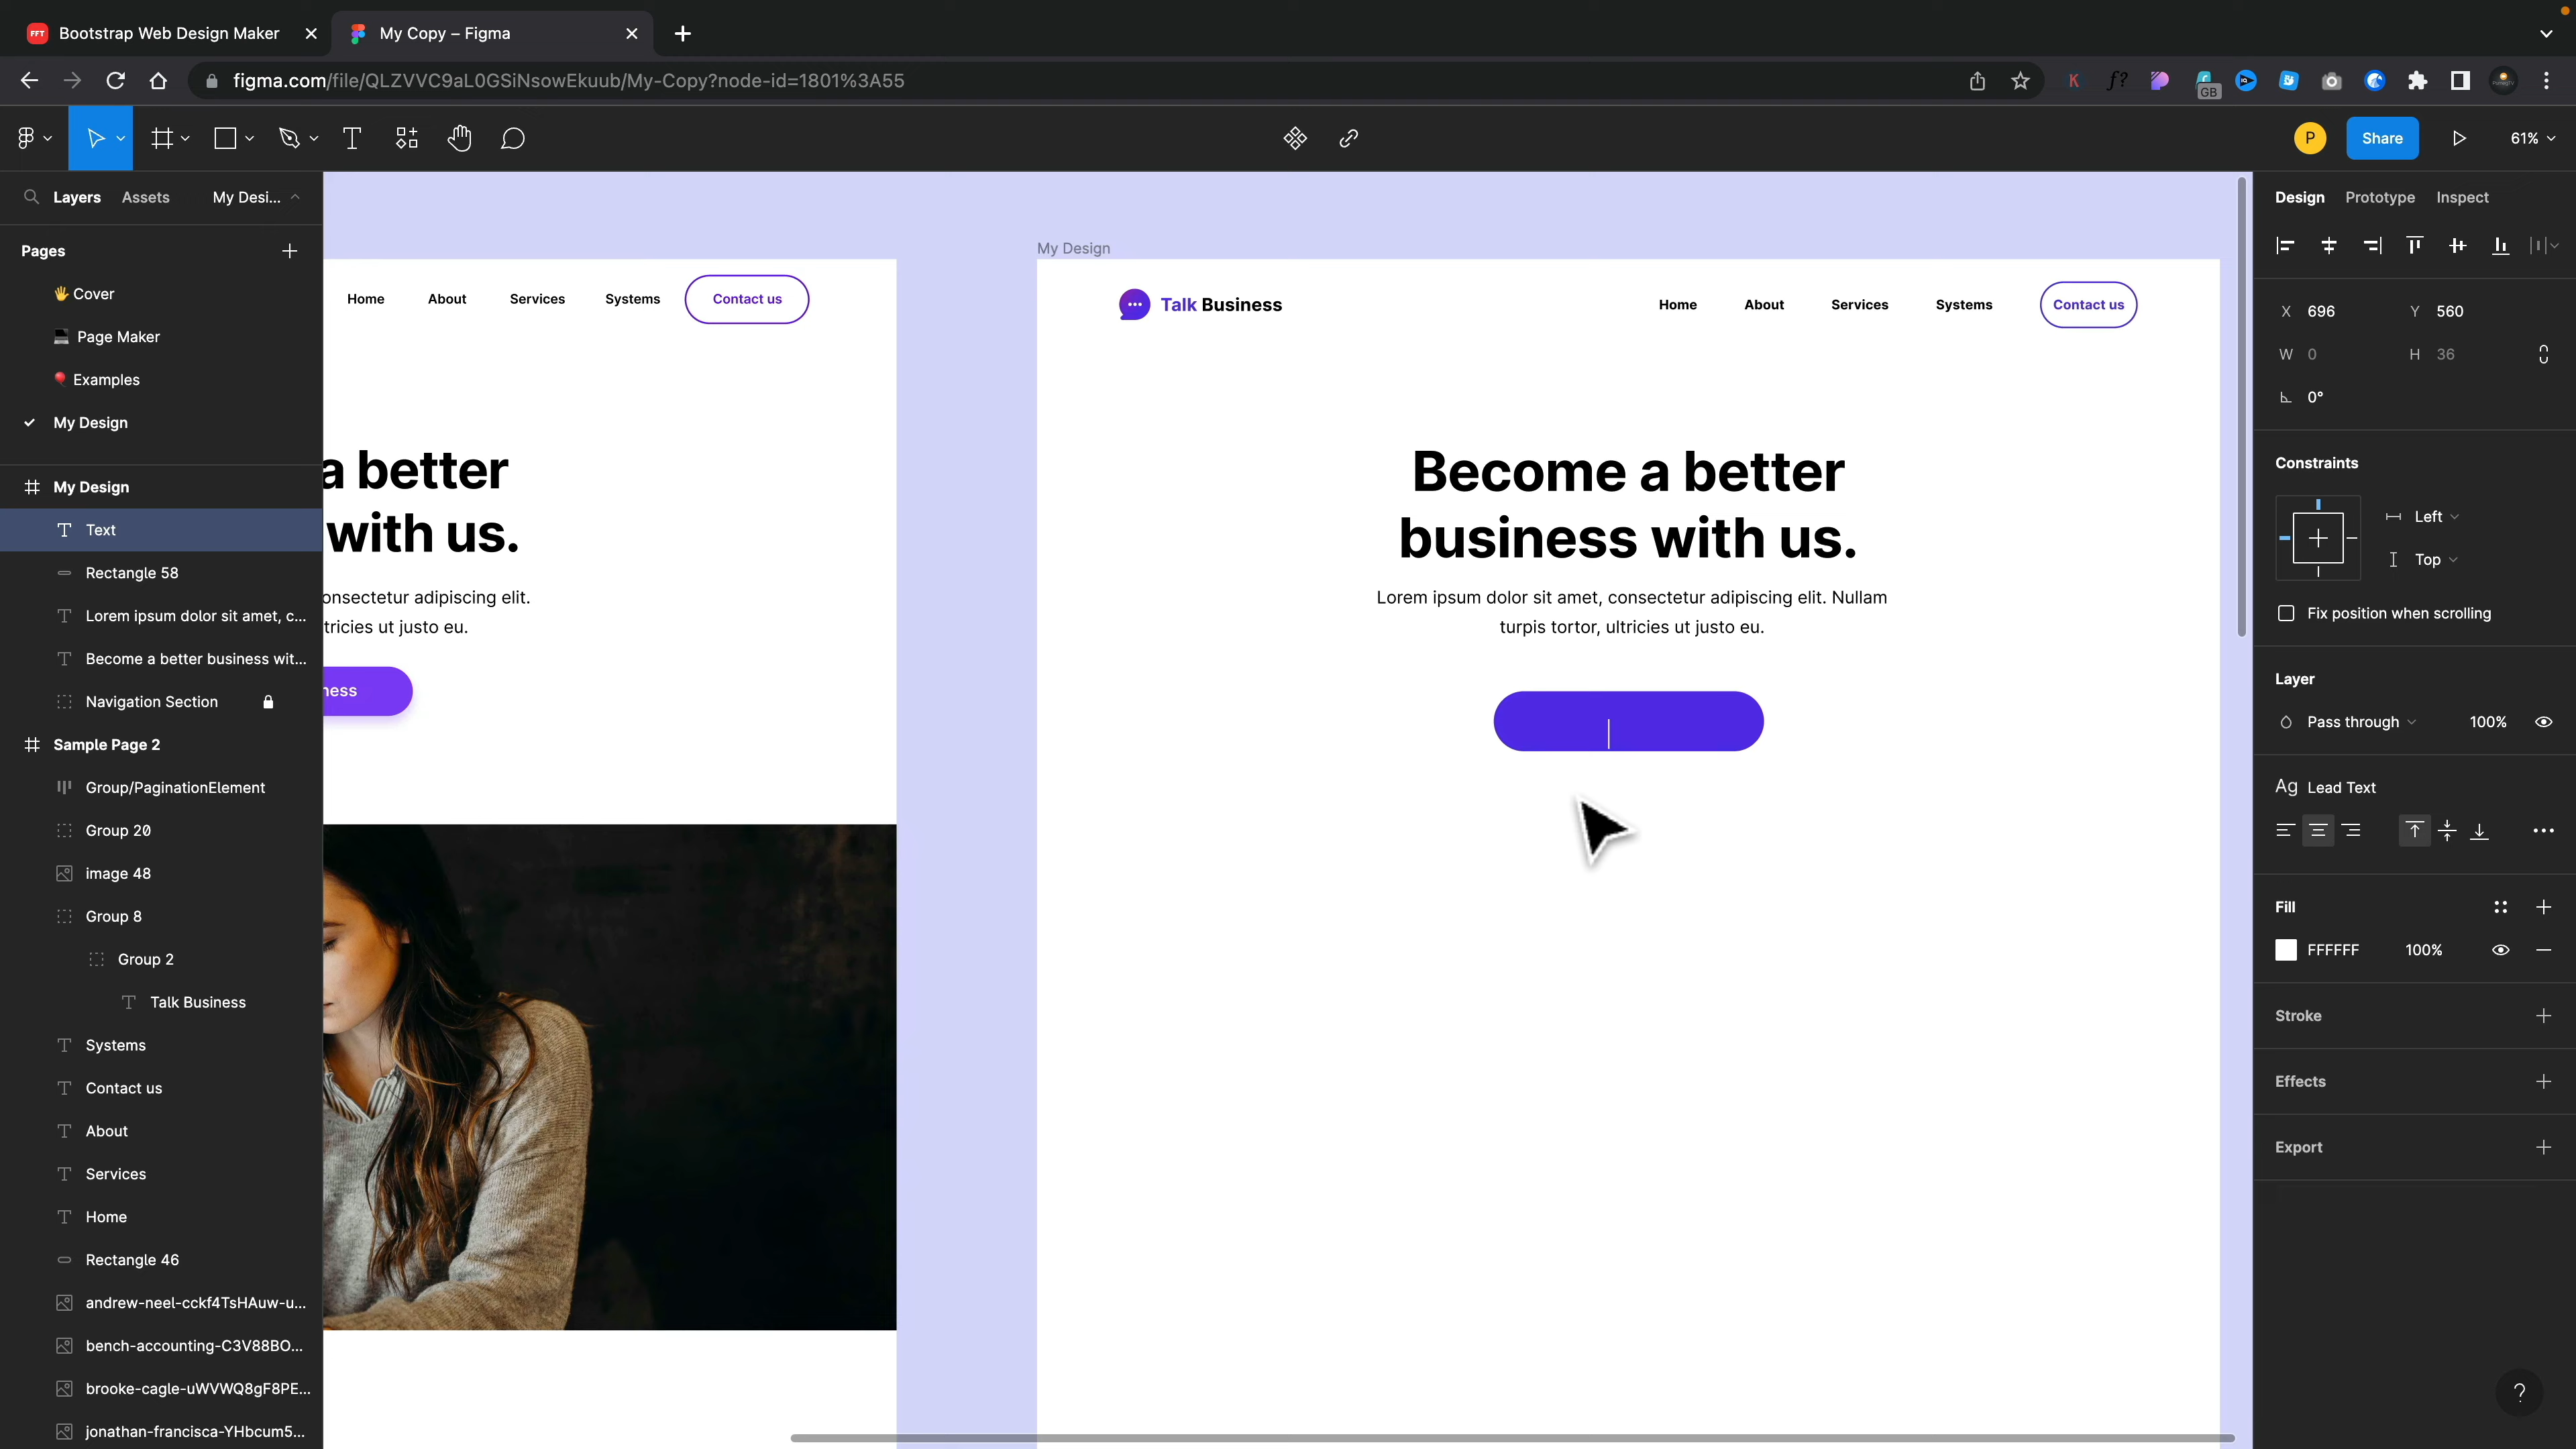 FFT
Bootstrap Web Design Maker
My Copy – Figma
figma.com/file/QLZVVC9aL0GSiNsowEkuub/My-Copy?node-id=1801%3A55
K
f?
GB
P
Share
61%
Layers
Assets
My Desi...
Design
Prototype
Inspect
Pages
Cover
Page Maker
Examples
My Design
My Design
Text
Rectangle 58
Lorem ipsum dolor sit amet, c...
Become a better business wit...
Navigation Section
Sample Page 2
Group/PaginationElement
Group 20
image 48
Group 8
Group 2
Talk Business
Systems
Contact us
About
Services
Home
Rectangle 46
andrew-neel-cckf4TsHAuw-u...
bench-accounting-C3V88BO...
brooke-cagle-uWVWQ8gF8PE...
jonathan-francisca-YHbcum5...
Home
About
Services
Systems
Contact us
a better
with us.
onsectetur adipiscing elit.
tricies ut justo eu.
ness
My Design
Talk Business
Home
About
Services
Systems
Contact us
Become a better
business with us.
Lorem ipsum dolor sit amet, consectetur adipiscing elit. Nullam
turpis tortor, ultricies ut justo eu.
X 696
Y 560
W 0
H 36
0°
Constraints
Left
Top
Fix position when scrolling
Layer
Pass through
100%
Ag Lead Text
Fill
FFFFFF
100%
Stroke
Effects
Export
?